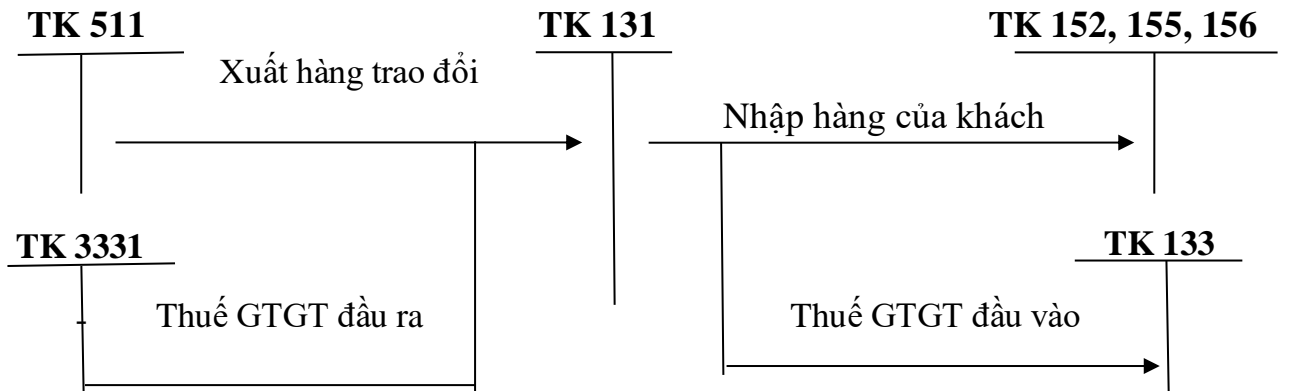 TK 511
TK 131
TK 152, 155, 156
Xuất hàng trao đổi
Nhập hàng của khách
TK 3331
TK 133
Thuế GTGT đầu ra
Thuế GTGT đầu vào